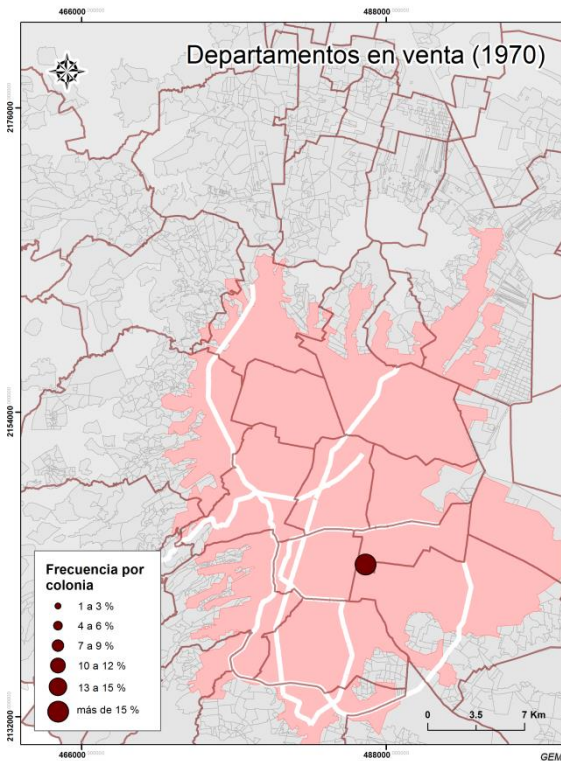 466000
488000
Departamentos en venta (1970)
2176000
2154000
2132000
Frecuencia por
colonia
1 a 3 %
4 a 6 %
7 a 9 %
10 a 12 %
13 a 15 %
más de 15 %
0 3.5 7 Km
466000
488000
GEM